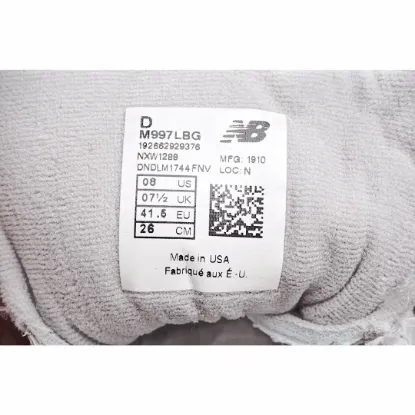 D
M997LBG
192662929376
NXW1288
DNDLM1744 FNV
NB
MFG: 1910
LOC: N
08 US
07½ UK
41.5 EU
26 CM
Made in USA
Fabriqué aux É.-U.